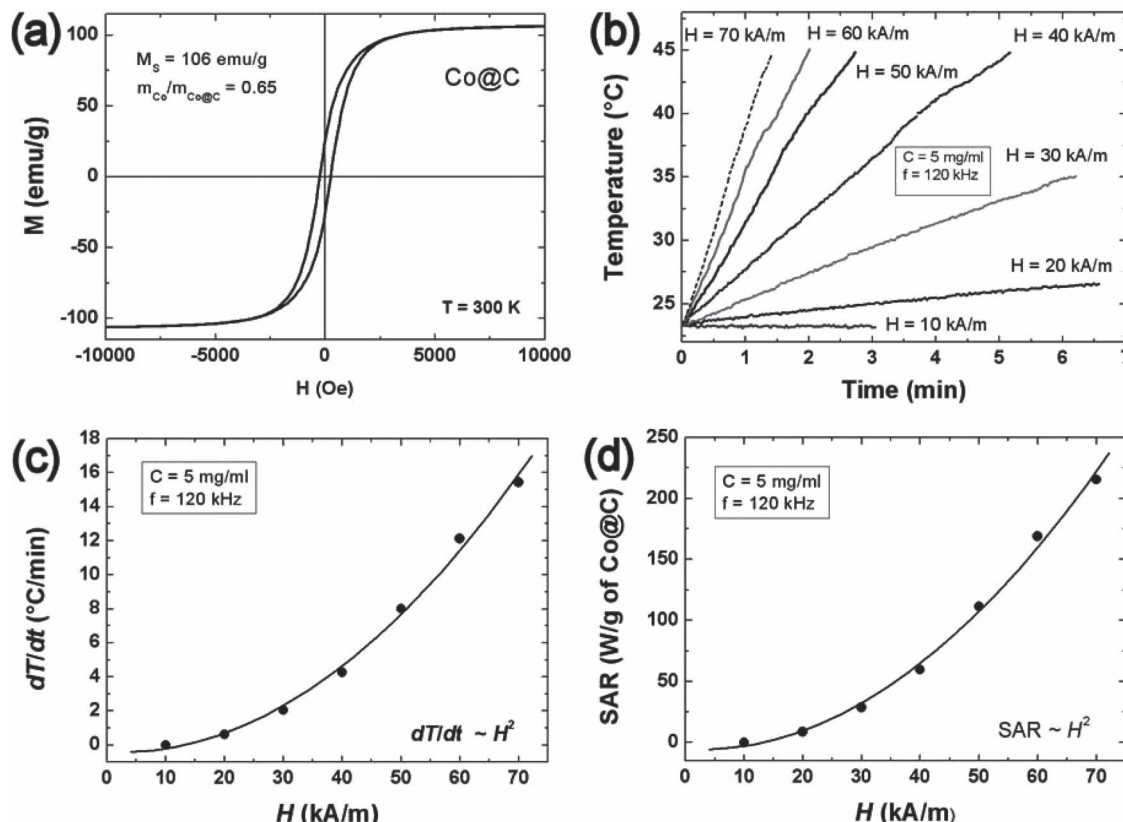 (a)
100
50
0
-50
-100
M (emu/g)
M_S = 106 emu/g
m_Co/m_Co@C = 0.65
Co@C
T = 300 K
-10000 -5000 0 5000 10000
H (Oe)
(b)
45
40
35
30
25
Temperature (°C)
H = 70 kA/m
H = 60 kA/m
H = 40 kA/m
H = 50 kA/m
C = 5 mg/ml
f = 120 kHz
H = 30 kA/m
H = 20 kA/m
H = 10 kA/m
0 1 2 3 4 5 6 7
Time (min)
(c)
18
16
14
12
10
8
6
4
2
0
dT/dt (°C/min)
C = 5 mg/ml
f = 120 kHz
dT/dt ~ H²
0 10 20 30 40 50 60 70
H (kA/m)
(d)
250
200
150
100
50
0
SAR (W/g of Co@C)
C = 5 mg/ml
f = 120 kHz
SAR ~ H²
0 10 20 30 40 50 60 70
H (kA/m)